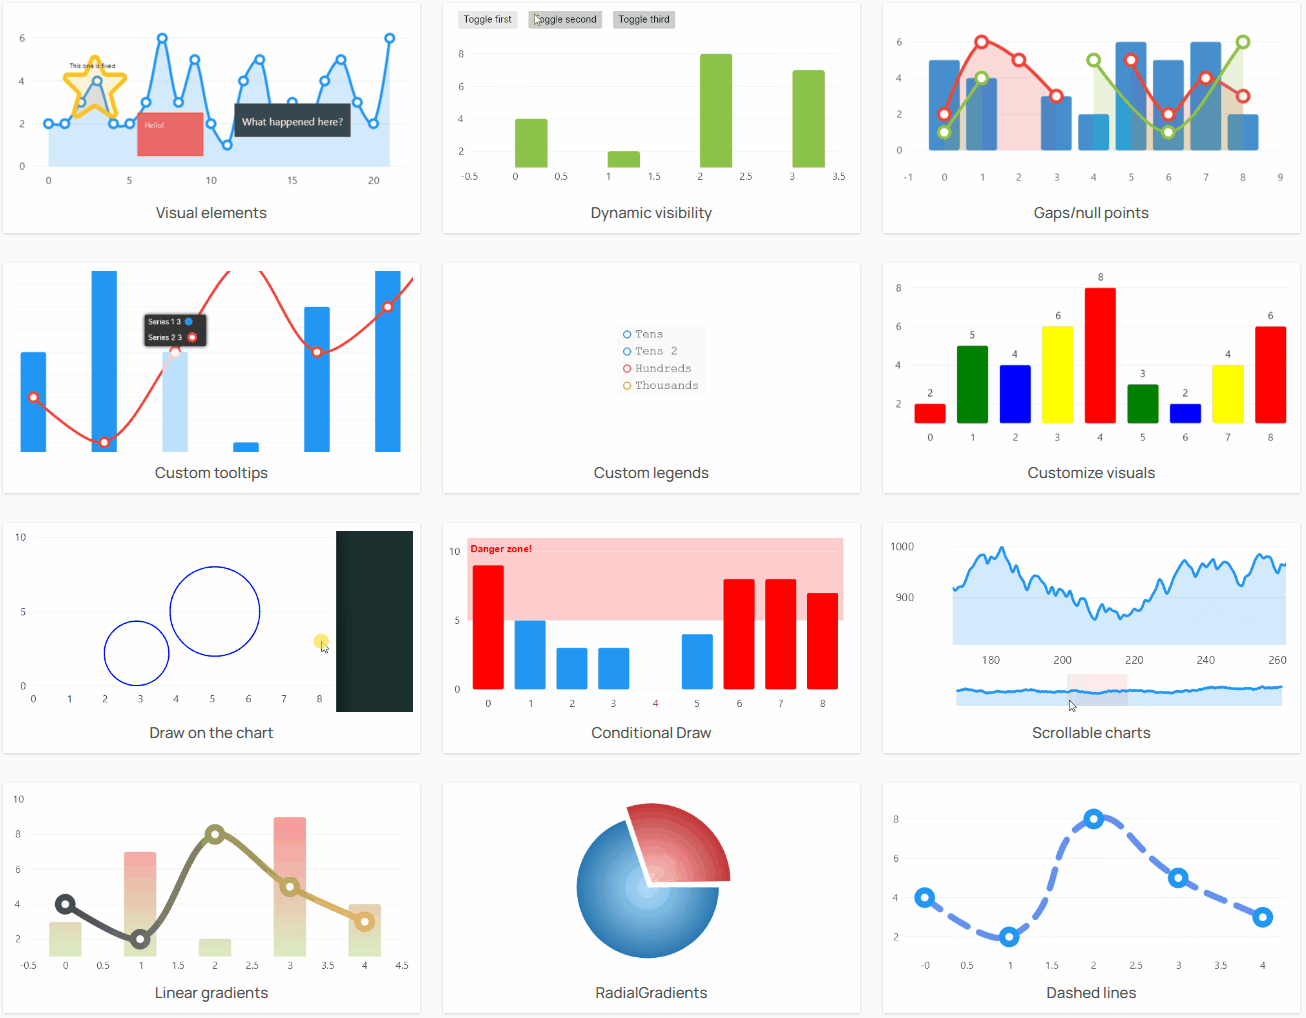 6
4
2
0
This one is fixed
Hello!
What happened here?
0 5 10 15 20
Visual elements
Toggle first Toggle second Toggle third
8
6
4
2
-0.5 0 0.5 1 1.5 2 2.5 3 3.5
Dynamic visibility
6
4
2
0
-1 0 1 2 3 4 5 6 7 8 9
Gaps/null points
Series 1 3
Series 2 3
Custom tooltips
Tens
Tens 2
Hundreds
Thousands
Custom legends
8
6
4
2
2 5 4 6 8 3 2 4 6
0 1 2 3 4 5 6 7 8
Customize visuals
10
5
0
0 1 2 3 4 5 6 7 8
Draw on the chart
Danger zone!
10
5
0
0 1 2 3 4 5 6 7 8
Conditional Draw
1000
900
180 200 220 240 260
Scrollable charts
10
8
6
4
2
-0.5 0 0.5 1 1.5 2 2.5 3 3.5 4 4.5
Linear gradients
RadialGradients
8
6
4
2
-0 0.5 1 1.5 2 2.5 3 3.5 4
Dashed lines